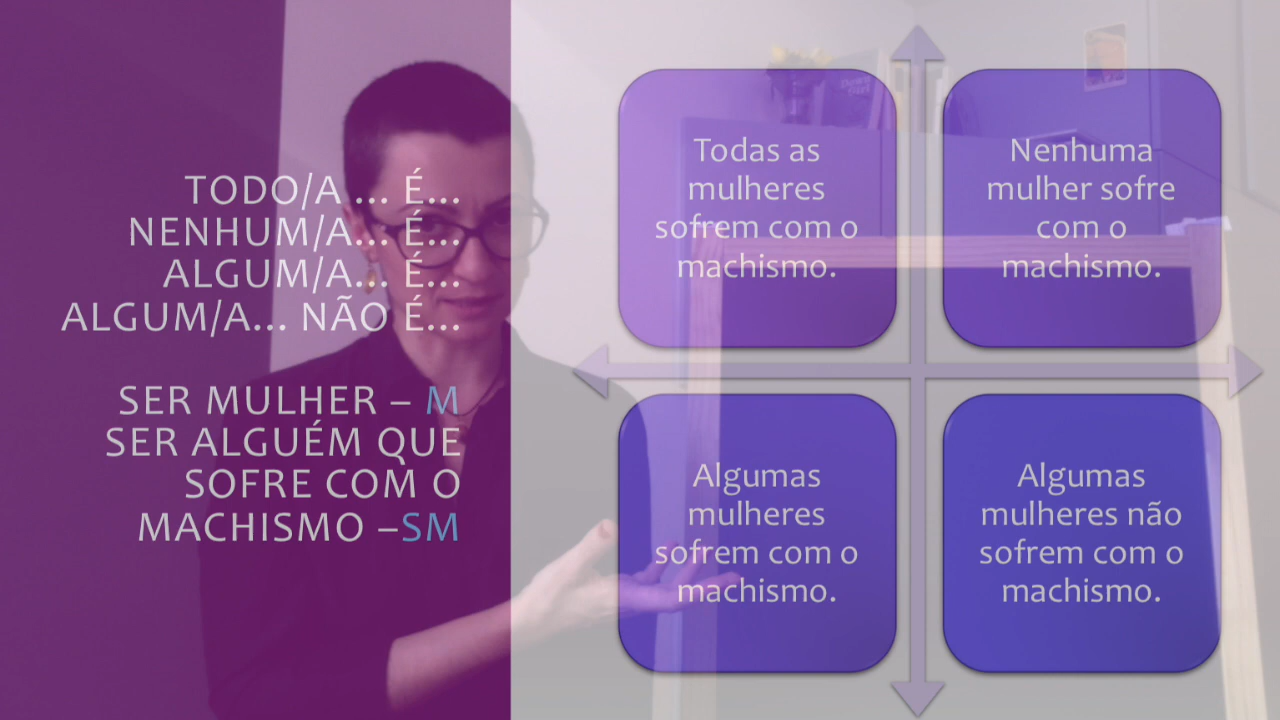 TODO/A ... É...
NENHUM/A... É...
ALGUM/A... É...
ALGUM/A... NÃO É...
SER MULHER – M
SER ALGUÉM QUE
SOFRE COM O
MACHISMO –SM
Todas as
mulheres
sofrem com o
machismo.
Nenhuma
mulher sofre
com o
machismo.
Algumas
mulheres
sofrem com o
machismo.
Algumas
mulheres não
sofrem com o
machismo.